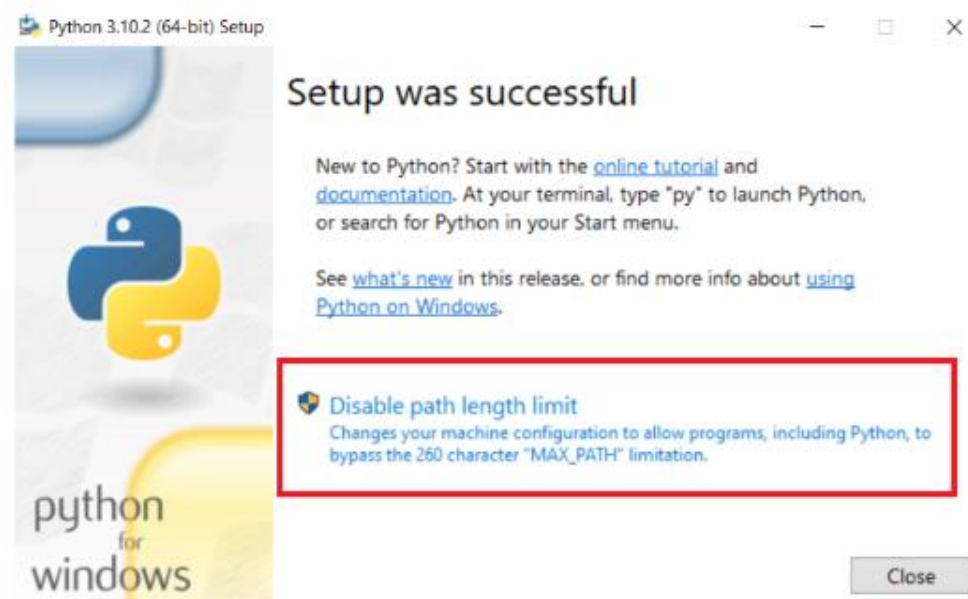 Python 3.10.2 (64-bit) Setup
Setup was successful
New to Python? Start with the online tutorial and
documentation. At your terminal, type "py" to launch Python,
or search for Python in your Start menu.
See what's new in this release, or find more info about using
Python on Windows.
Disable path length limit
Changes your machine configuration to allow programs, including Python, to
bypass the 260 character "MAX_PATH" limitation.
python
for
windows
Close